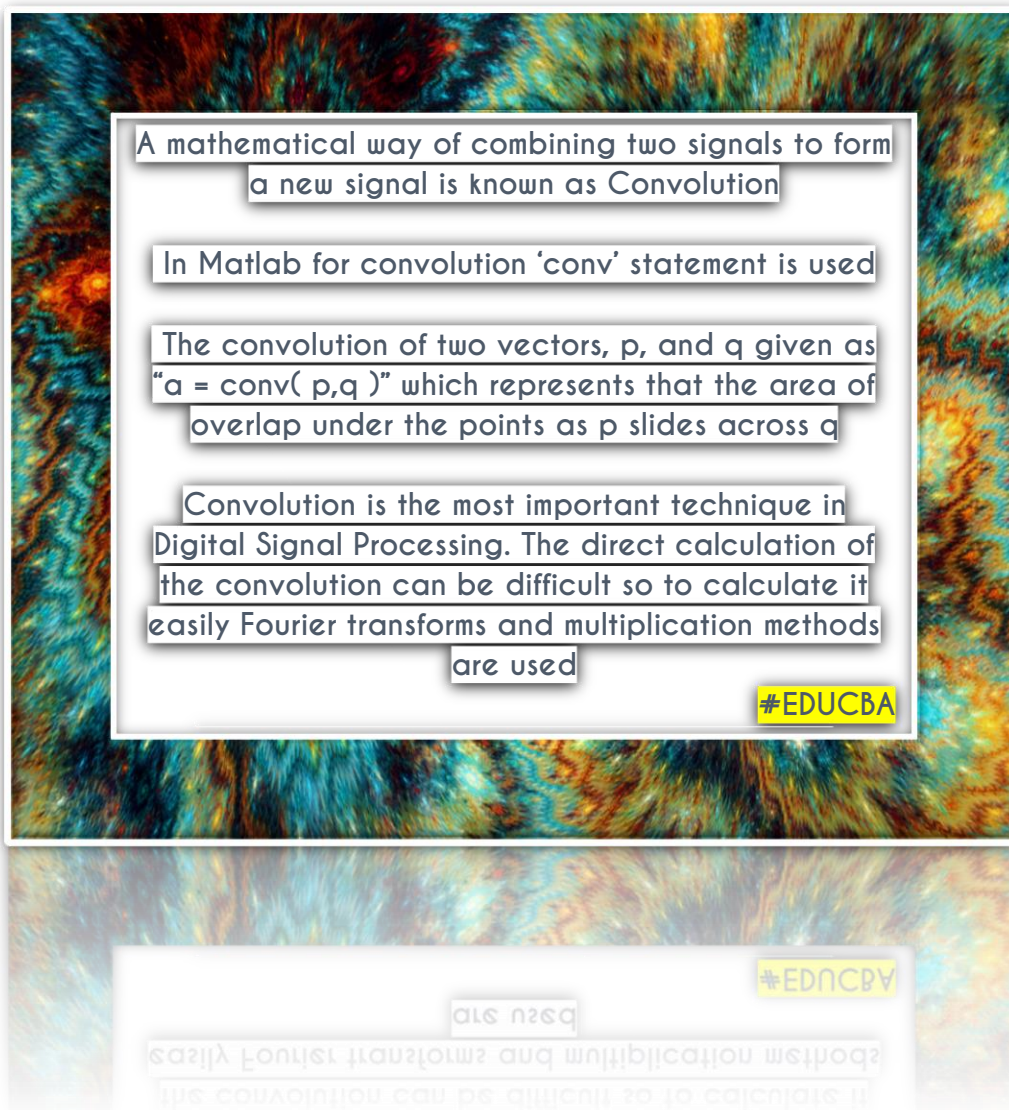 A mathematical way of combining two signals to form
a new signal is known as Convolution
In Matlab for convolution ‘conv’ statement is used
The convolution of two vectors, p, and q given as
“a = conv( p,q )” which represents that the area of
overlap under the points as p slides across q
Convolution is the most important technique in
Digital Signal Processing. The direct calculation of
the convolution can be difficult so to calculate it
easily Fourier transforms and multiplication methods
are used
#EDUCBA